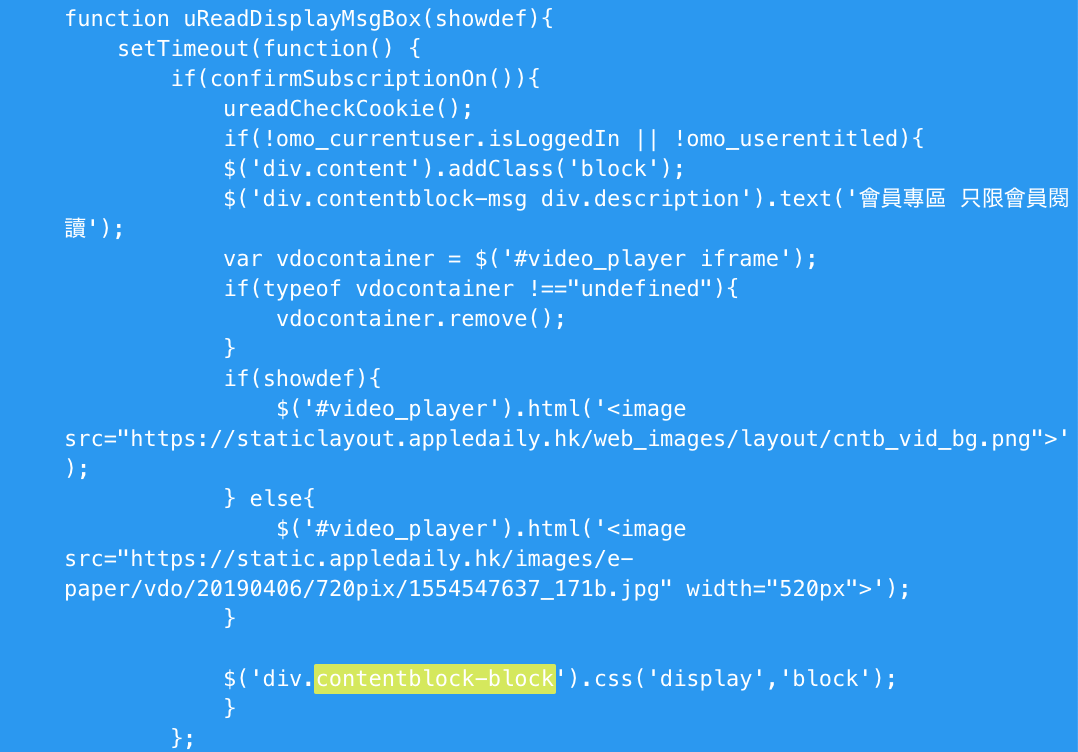 function uReadDisplayMsgBox(showdef){
setTimeout(function() {
if(confirmSubscriptionOn()){
ureadCheckCookie();
if(!omo_currentuser.isLoggedIn || !omo_userentitled){
$('div.content').addClass('block');
$('div.contentblock-msg div.description').text('會員專區 只限會員閱
讀');
var vdocontainer = $('#video_player iframe');
if(typeof vdocontainer !=="undefined"){
vdocontainer.remove();
}
if(showdef){
$('#video_player').html('<image
src="https://staticlayout.appledaily.hk/web_images/layout/cntb_vid_bg.png">'
);
} else{
$('#video_player').html('<image
src="https://static.appledaily.hk/images/e-
paper/vdo/20190406/720pix/1554547637_171b.jpg" width="520px">');
}
$('div.contentblock-block').css('display','block');
}
};